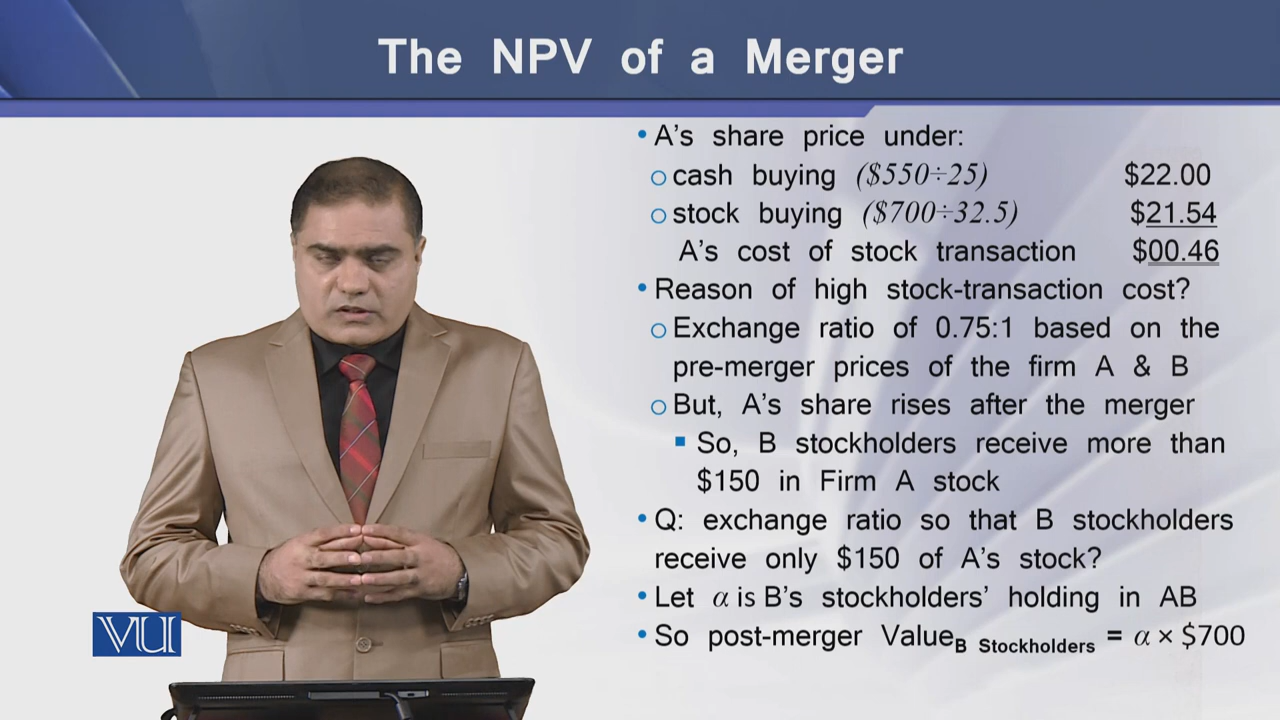 The NPV of a Merger
• A's share price under:
○ cash buying ($550÷25) $22.00
○ stock buying ($700÷32.5) $21.54
A's cost of stock transaction $00.46
• Reason of high stock-transaction cost?
○ Exchange ratio of 0.75:1 based on the
pre-merger prices of the firm A & B
○ But, A's share rises after the merger
▪ So, B stockholders receive more than
$150 in Firm A stock
• Q: exchange ratio so that B stockholders
receive only $150 of A's stock?
• Let α is B's stockholders' holding in AB
• So post-merger Value_B Stockholders = α × $700
VU